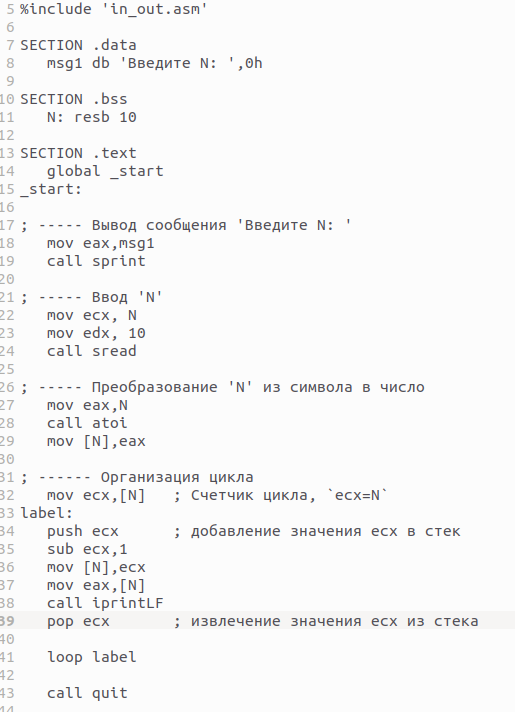 5 %include 'in_out.asm'
6
7 SECTION .data
8    msg1 db 'Введите N: ',0h
9
10 SECTION .bss
11    N: resb 10
12
13 SECTION .text
14    global _start
15 _start:
16
17 ; ----- Вывод сообщения 'Введите N: '
18    mov eax,msg1
19    call sprint
20
21 ; ----- Ввод 'N'
22    mov ecx, N
23    mov edx, 10
24    call sread
25
26 ; ----- Преобразование 'N' из символа в число
27    mov eax,N
28    call atoi
29    mov [N],eax
30
31 ; ------ Организация цикла
32    mov ecx,[N]   ; Счетчик цикла, `ecx=N`
33 label:
34    push ecx      ; добавление значения ecx в стек
35    sub ecx,1
36    mov [N],ecx
37    mov eax,[N]
38    call iprintLF
39    pop ecx       ; извлечение значения ecx из стека
40
41    loop label
42
43    call quit
44